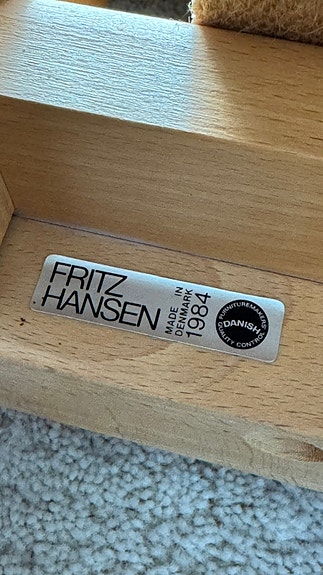 FRITZ
HANSEN
MADE IN
DENMARK
1984
FURNITUREMAKERS'
DANISH
QUALITY CONTROL